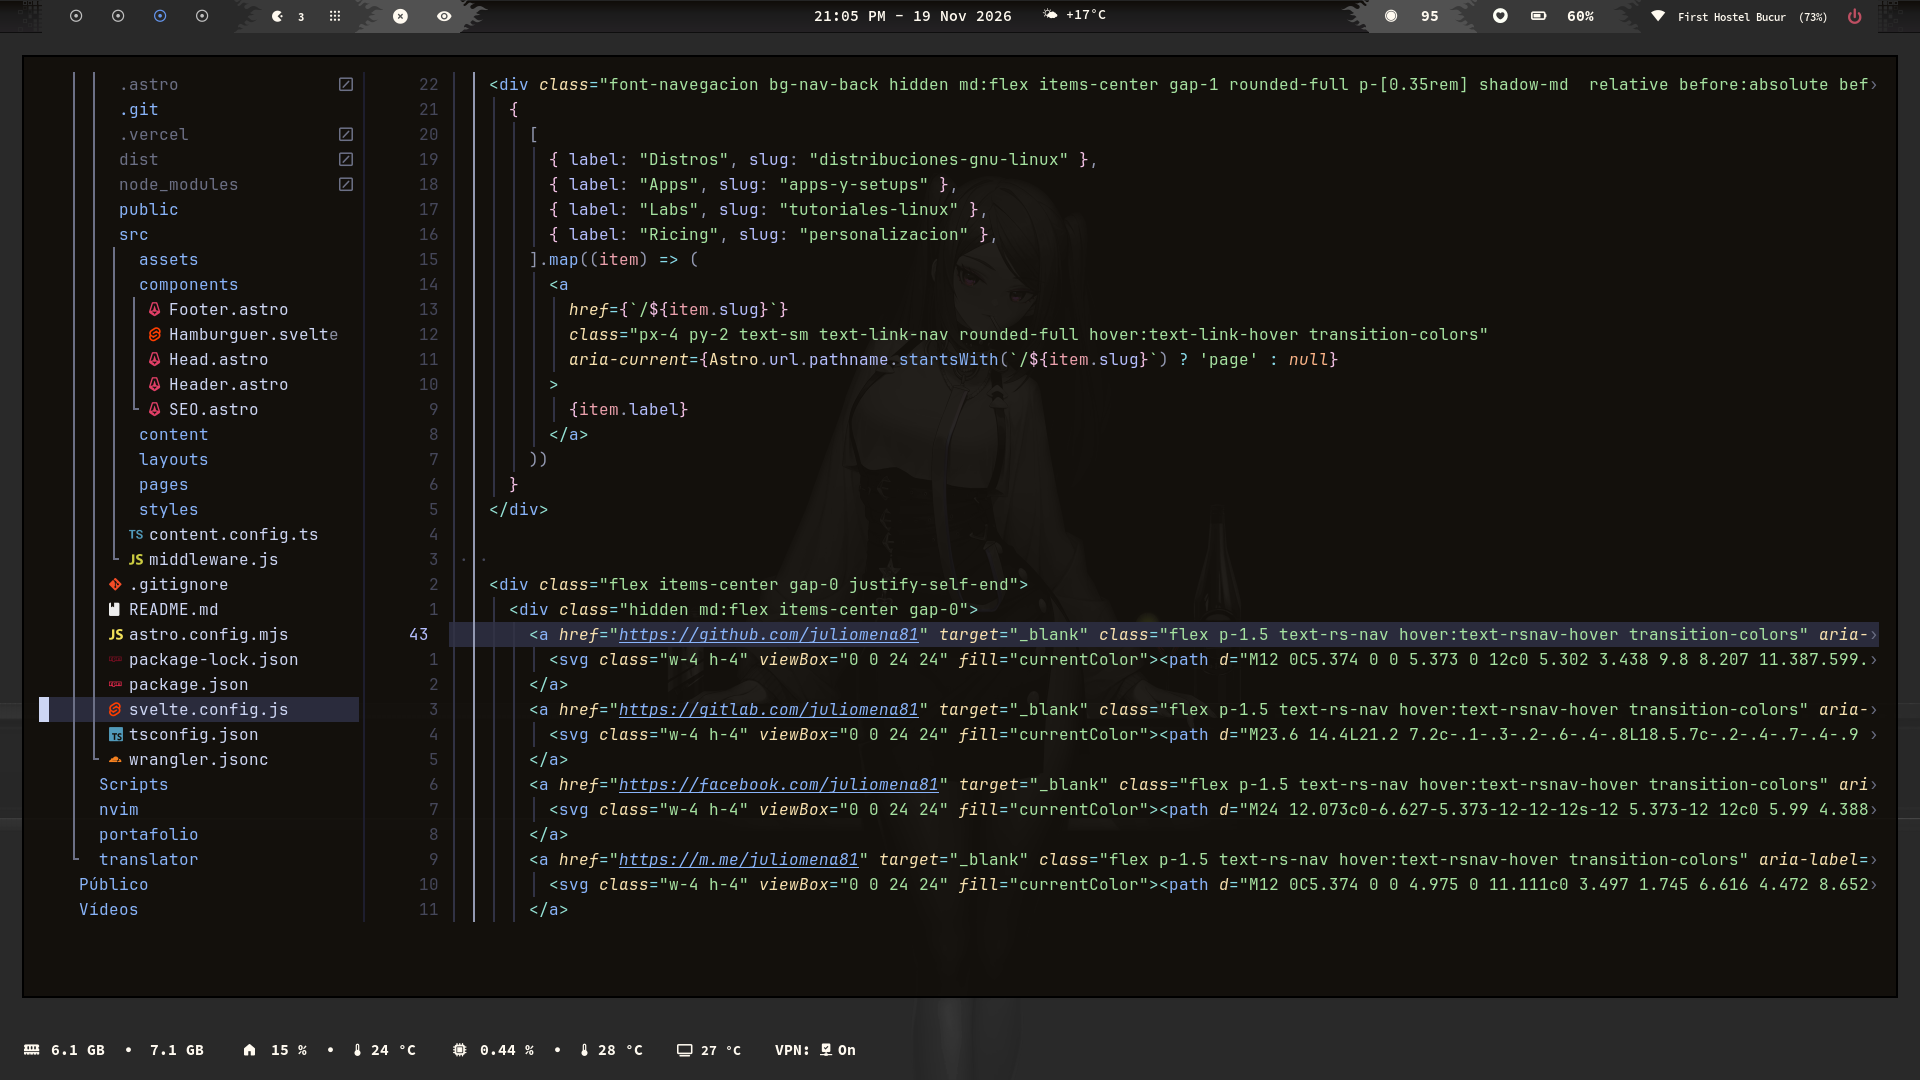 3
21:05 PM - 19 Nov 2026 +17°C
95 60% First Hostel Bucur (73%)
.astro
.git
.vercel
dist
node_modules
public
src
assets
components
Footer.astro
Hamburguer.svelte
Head.astro
Header.astro
SEO.astro
content
layouts
pages
styles
TS content.config.ts
JS middleware.js
.gitignore
README.md
JS astro.config.mjs
package-lock.json
package.json
svelte.config.js
TS tsconfig.json
wrangler.jsonc
Scripts
nvim
portafolio
translator
Público
Vídeos
22 <div class="font-navegacion bg-nav-back hidden md:flex items-center gap-1 rounded-full p-[0.35rem] shadow-md  relative before:absolute bef›
21 {
20 [
19 { label: "Distros", slug: "distribuciones-gnu-linux" },
18 { label: "Apps", slug: "apps-y-setups" },
17 { label: "Labs", slug: "tutoriales-linux" },
16 { label: "Ricing", slug: "personalizacion" },
15 ].map((item) => (
14 <a
13 href={`/${item.slug}`}
12 class="px-4 py-2 text-sm text-link-nav rounded-full hover:text-link-hover transition-colors"
11 aria-current={Astro.url.pathname.startsWith(`/${item.slug}`) ? 'page' : null}
10 >
9 {item.label}
8 </a>
7 ))
6 }
5 </div>
4
3 · ·
2 <div class="flex items-center gap-0 justify-self-end">
1 <div class="hidden md:flex items-center gap-0">
43 <a href="https://github.com/juliomena81" target="_blank" class="flex p-1.5 text-rs-nav hover:text-rsnav-hover transition-colors" aria-›
1 <svg class="w-4 h-4" viewBox="0 0 24 24" fill="currentColor"><path d="M12 0C5.374 0 0 5.373 0 12c0 5.302 3.438 9.8 8.207 11.387.599.›
2 </a>
3 <a href="https://gitlab.com/juliomena81" target="_blank" class="flex p-1.5 text-rs-nav hover:text-rsnav-hover transition-colors" aria-›
4 <svg class="w-4 h-4" viewBox="0 0 24 24" fill="currentColor"><path d="M23.6 14.4L21.2 7.2c-.1-.3-.2-.6-.4-.8L18.5.7c-.2-.4-.7-.4-.9 ›
5 </a>
6 <a href="https://facebook.com/juliomena81" target="_blank" class="flex p-1.5 text-rs-nav hover:text-rsnav-hover transition-colors" ari›
7 <svg class="w-4 h-4" viewBox="0 0 24 24" fill="currentColor"><path d="M24 12.073c0-6.627-5.373-12-12-12s-12 5.373-12 12c0 5.99 4.388›
8 </a>
9 <a href="https://m.me/juliomena81" target="_blank" class="flex p-1.5 text-rs-nav hover:text-rsnav-hover transition-colors" aria-label=›
10 <svg class="w-4 h-4" viewBox="0 0 24 24" fill="currentColor"><path d="M12 0C5.374 0 0 4.975 0 11.111c0 3.497 1.745 6.616 4.472 8.652›
11 </a>
6.1 GB • 7.1 GB 15 % • 24 °C 0.44 % • 28 °C 27 °C VPN: On